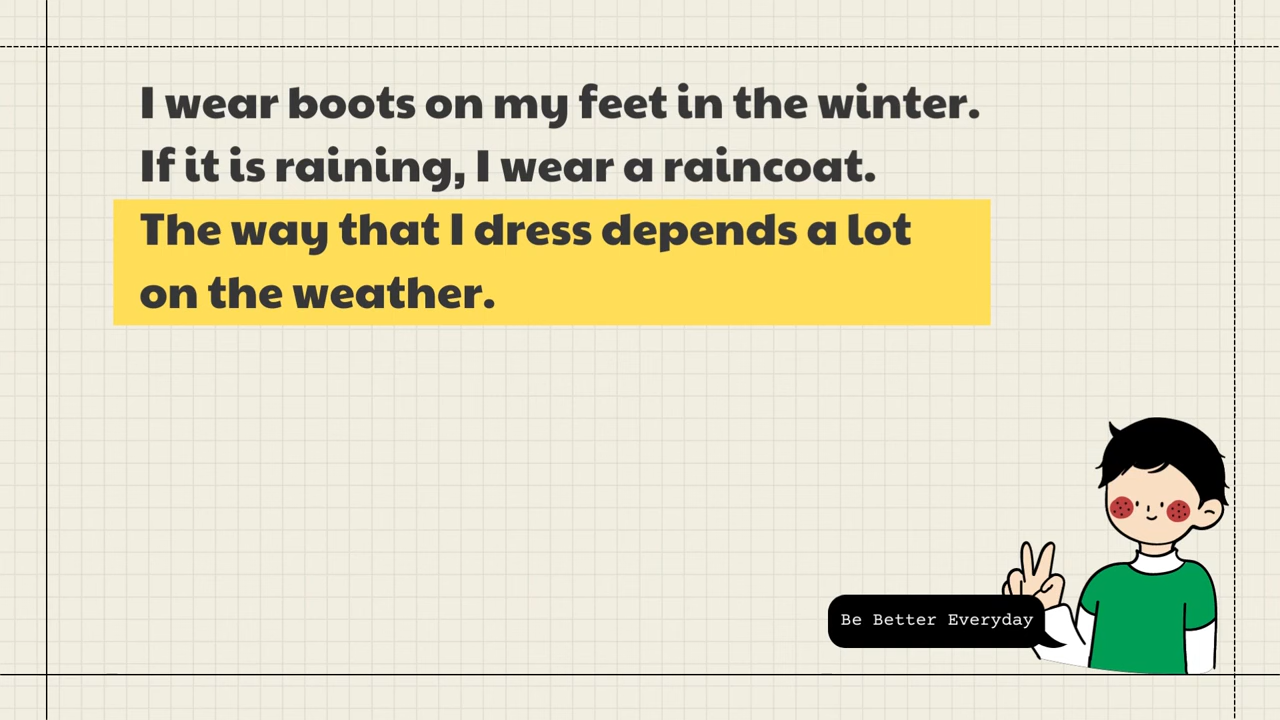 I wear boots on my feet in the winter.
If it is raining, I wear a raincoat.
The way that I dress depends a lot
on the weather.
Be Better Everyday